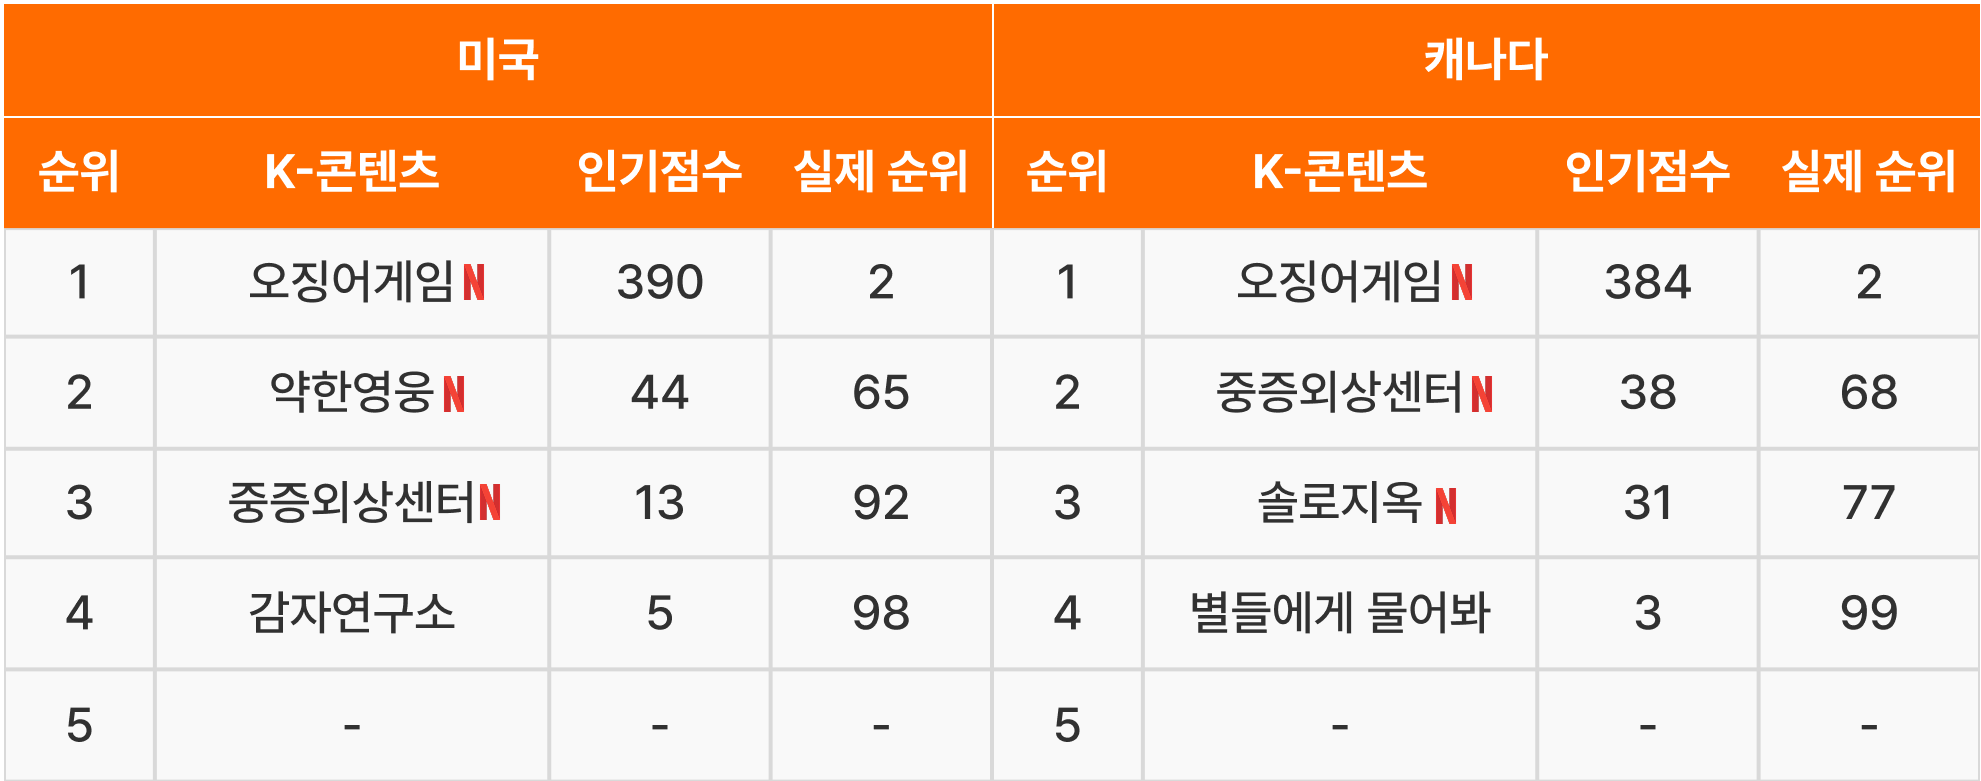 미국 캐나다
순위 K-콘텐츠 인기점수 실제 순위 순위 K-콘텐츠 인기점수 실제 순위
1 오징어게임 N 390 2 1 오징어게임 N 384 2
2 약한영웅 N 44 65 2 중증외상센터 N 38 68
3 중증외상센터 N 13 92 3 솔로지옥 N 31 77
4 감자연구소 5 98 4 별들에게 물어봐 3 99
5 - - - 5 - - -